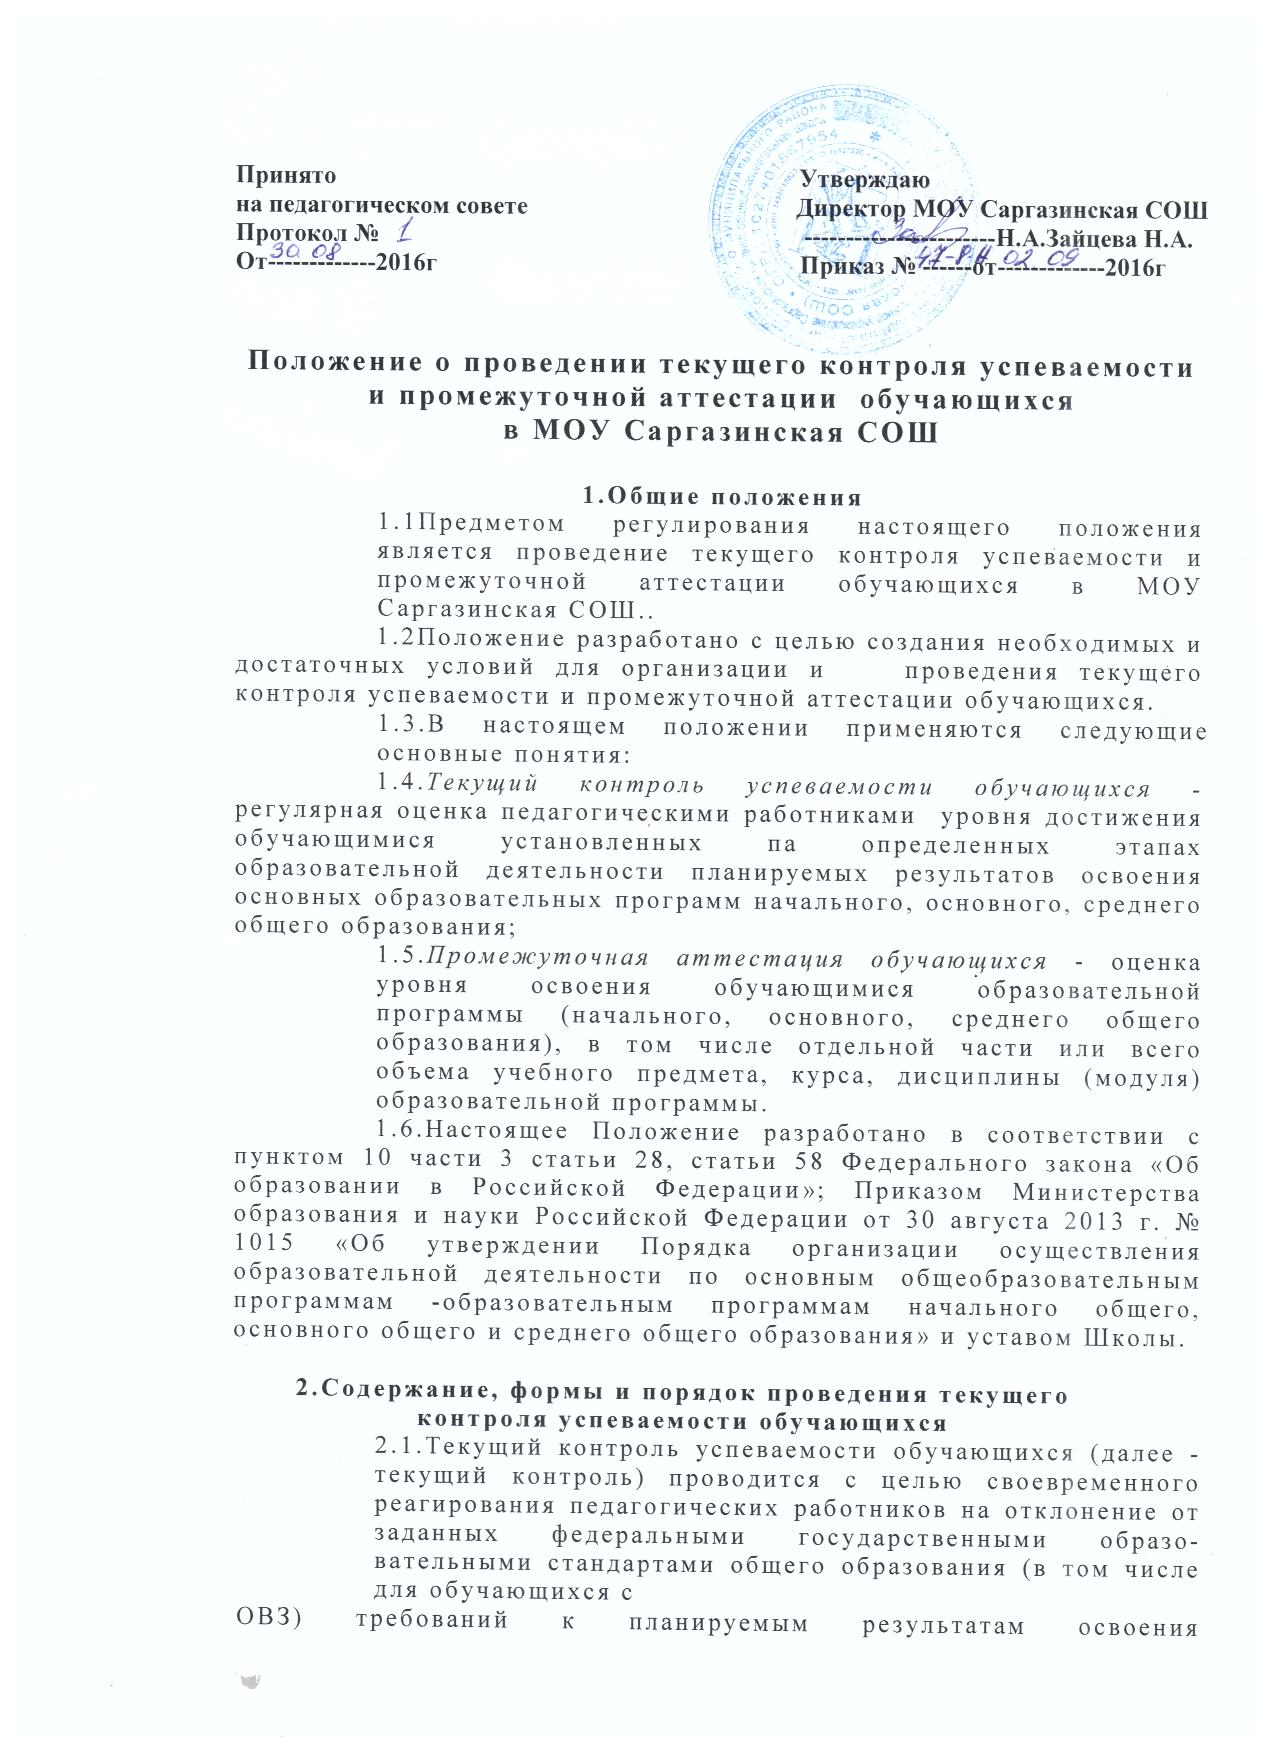 Принято
на педагогическом совете
Протокол № 1
От 30 08-------------2016г
Утверждаю
Директор МОУ Саргазинская СОШ
-----------------------Н.А.Зайцева Н.А.
Приказ № ------от 02 09-------------2016г
1027401867554
Положение о проведении текущего контроля успеваемости
и промежуточной аттестации обучающихся
в МОУ Саргазинская СОШ
1.Общие положения
1.1Предметом регулирования настоящего положения
является проведение текущего контроля успеваемости и
промежуточной аттестации обучающихся в МОУ
Саргазинская СОШ..
1.2Положение разработано с целью создания необходимых и
достаточных условий для организации и проведения текущего
контроля успеваемости и промежуточной аттестации обучающихся.
1.3.В настоящем положении применяются следующие
основные понятия:
1.4.Текущий контроль успеваемости обучающихся -
регулярная оценка педагогическими работниками уровня достижения
обучающимися установленных па определенных этапах
образовательной деятельности планируемых результатов освоения
основных образовательных программ начального, основного, среднего
общего образования;
1.5.Промежуточная аттестация обучающихся - оценка
уровня освоения обучающимися образовательной
программы (начального, основного, среднего общего
образования), в том числе отдельной части или всего
объема учебного предмета, курса, дисциплины (модуля)
образовательной программы.
1.6.Настоящее Положение разработано в соответствии с
пунктом 10 части 3 статьи 28, статьи 58 Федерального закона «Об
образовании в Российской Федерации»; Приказом Министерства
образования и науки Российской Федерации от 30 августа 2013 г. №
1015 «Об утверждении Порядка организации осуществления
образовательной деятельности по основным общеобразовательным
программам -образовательным программам начального общего,
основного общего и среднего общего образования» и уставом Школы.
2.Содержание, формы и порядок проведения текущего
контроля успеваемости обучающихся
2.1.Текущий контроль успеваемости обучающихся (далее -
текущий контроль) проводится с целью своевременного
реагирования педагогических работников на отклонение от
заданных федеральными государственными образо-
вательными стандартами общего образования (в том числе
для обучающихся с
ОВЗ) требований к планируемым результатам освоения